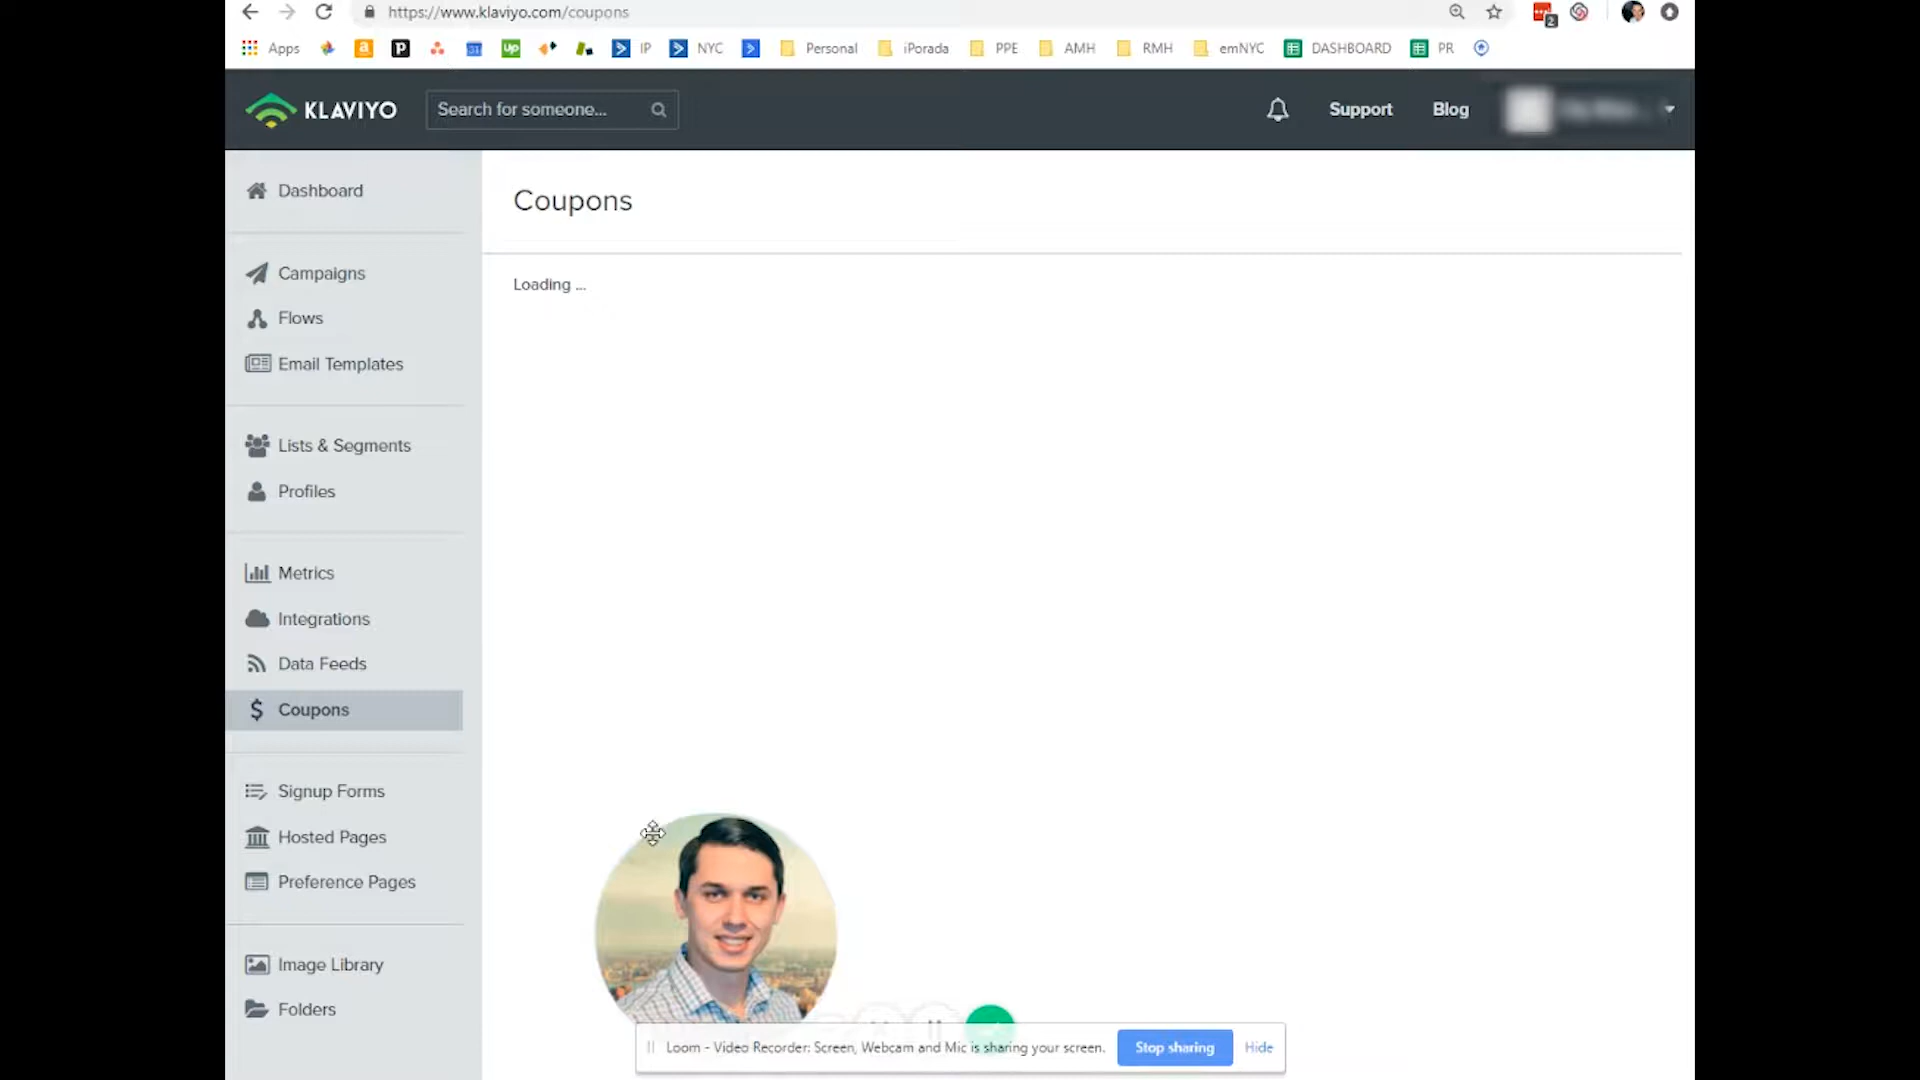 https://www.klaviyo.com/coupons
2
Apps
a
p
31
up
IP
NYC
Personal
iPorada
PPE
AMH
RMH
emNYC
DASHBOARD
PR
KLAVIYO
Search for someone...
Support
Blog
Dashboard
Campaigns
Flows
Email Templates
Lists & Segments
Profiles
Metrics
Integrations
Data Feeds
$ Coupons
Signup Forms
Hosted Pages
Preference Pages
Image Library
Folders
Coupons
Loading ...
Loom - Video Recorder: Screen, Webcam and Mic is sharing your screen.
Stop sharing
Hide